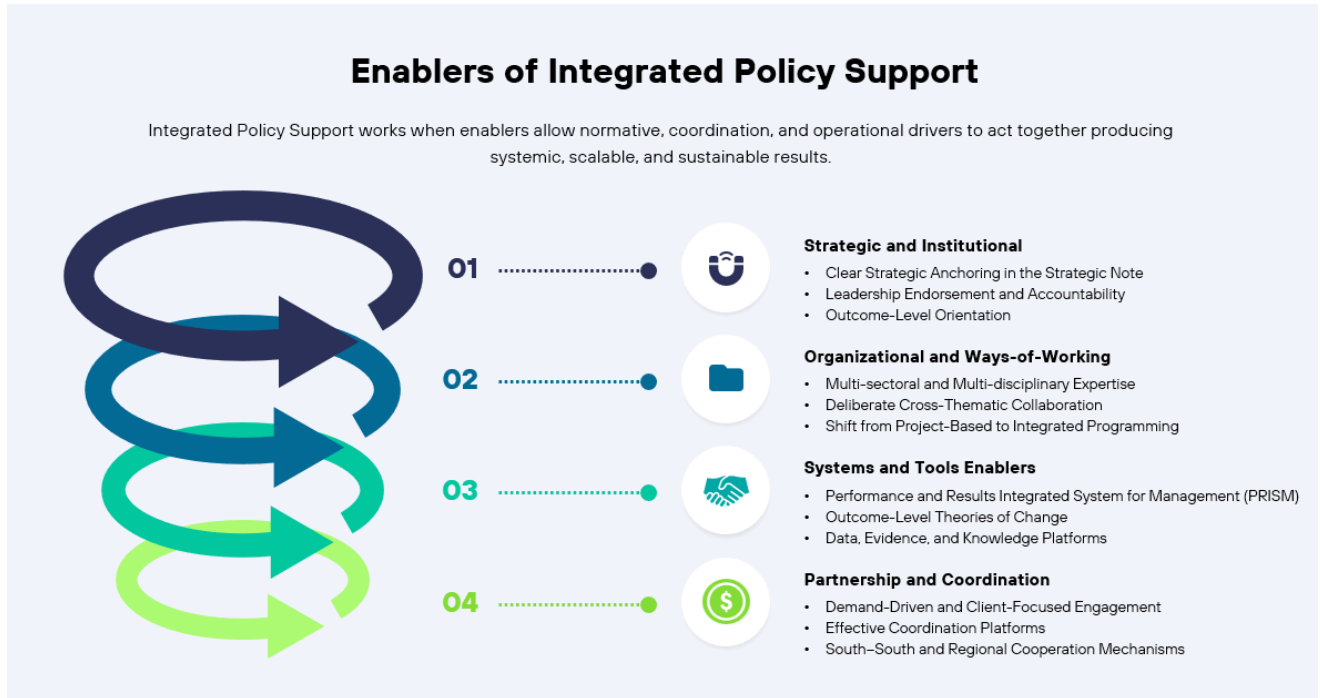 Enablers of Integrated Policy Support
Integrated Policy Support works when enablers allow normative, coordination, and operational drivers to act together producing
systemic, scalable, and sustainable results.
01
Strategic and Institutional
• Clear Strategic Anchoring in the Strategic Note
• Leadership Endorsement and Accountability
• Outcome-Level Orientation
02
Organizational and Ways-of-Working
• Multi-sectoral and Multi-disciplinary Expertise
• Deliberate Cross-Thematic Collaboration
• Shift from Project-Based to Integrated Programming
03
Systems and Tools Enablers
• Performance and Results Integrated System for Management (PRISM)
• Outcome-Level Theories of Change
• Data, Evidence, and Knowledge Platforms
04
$
Partnership and Coordination
• Demand-Driven and Client-Focused Engagement
• Effective Coordination Platforms
• South–South and Regional Cooperation Mechanisms